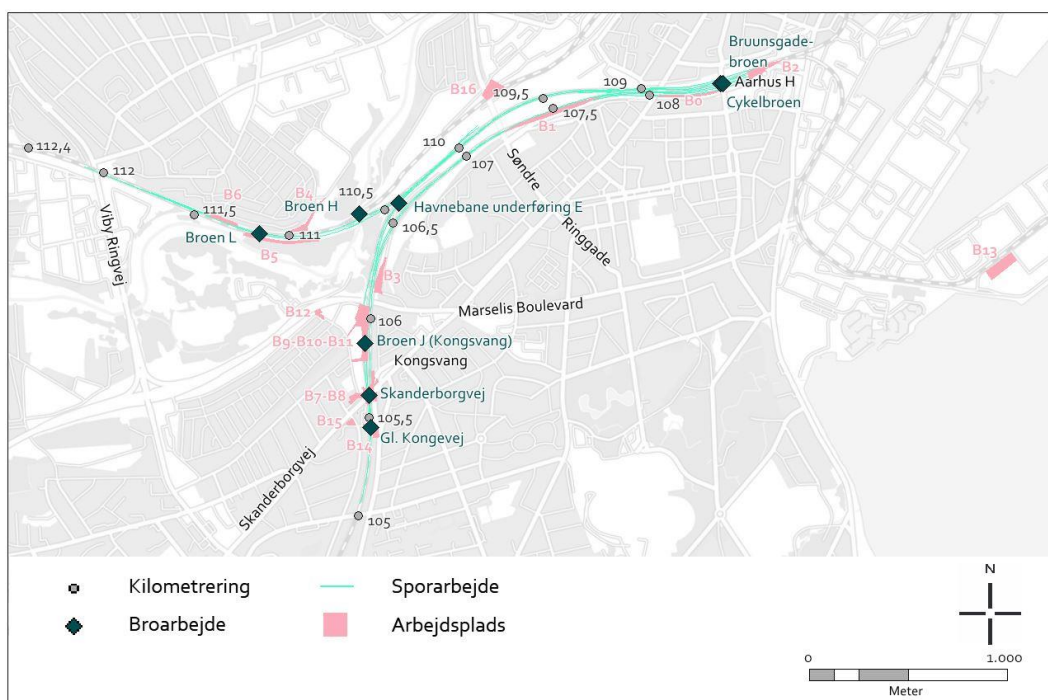 Bruunsgade-
broen
B2
Aarhus H
Cykelbroen
B0
109
108
B16
109,5
107,5
B1
110
107
Søndre
Ringgade
112,4
112
110,5
Broen H
Havnebane underføring E
106,5
B6
B4
111,5
111
Broen L
B5
Viby Ringvej
B3
B13
Marselis Boulevard
B12
106
B9-B10-B11
Broen J (Kongsvang)
Kongsvang
B7-B8
Skanderborgvej
B15
105,5
B14
Gl. Kongevej
Skanderborgvej
105
Kilometrering
Sporarbejde
Broarbejde
Arbejdsplads
N
0
1.000
Meter